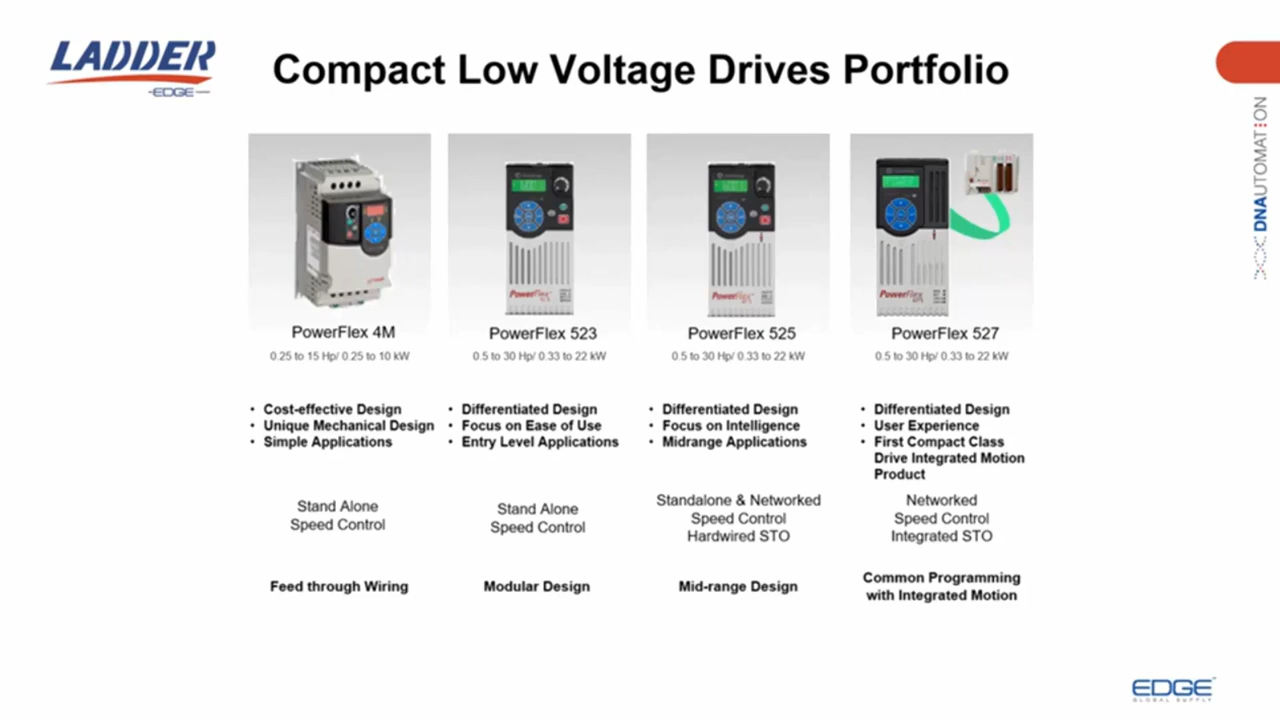 LADDER
EDGE
Compact Low Voltage Drives Portfolio
DNAUTOMATION
PowerFlex
PowerFlex
PowerFlex
PowerFlex 4M
PowerFlex 523
PowerFlex 525
PowerFlex 527
0.25 to 15 Hp/ 0.25 to 10 kW
0.5 to 30 Hp/ 0.33 to 22 kW
0.5 to 30 Hp/ 0.33 to 22 kW
0.5 to 30 Hp/ 0.33 to 22 kW
• Cost-effective Design
• Unique Mechanical Design
• Simple Applications
• Differentiated Design
• Focus on Ease of Use
• Entry Level Applications
• Differentiated Design
• Focus on Intelligence
• Midrange Applications
• Differentiated Design
• User Experience
• First Compact Class
Drive Integrated Motion
Product
Stand Alone
Speed Control
Stand Alone
Speed Control
Standalone & Networked
Speed Control
Hardwired STO
Networked
Speed Control
Integrated STO
Feed through Wiring
Modular Design
Mid-range Design
Common Programming
with Integrated Motion
EDGE
GLOBAL SUPPLY